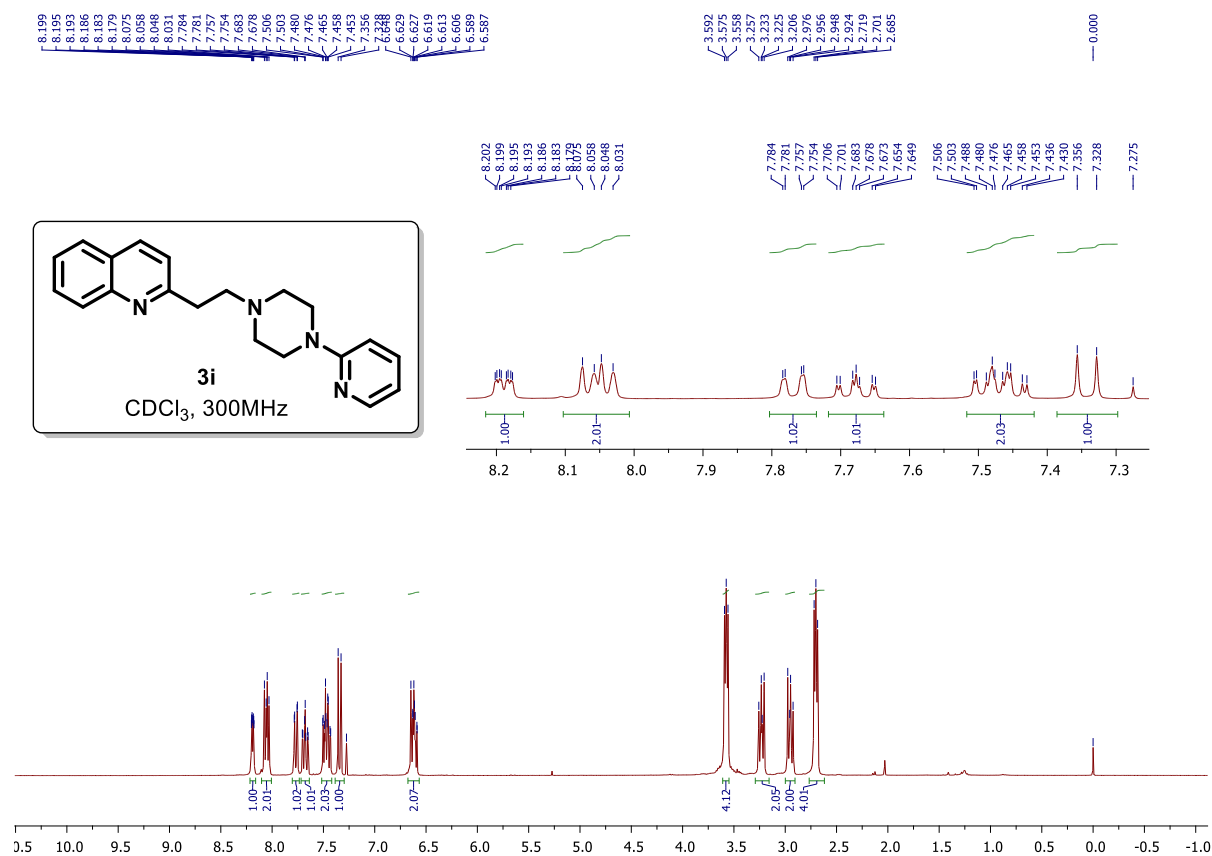 8.199 8.195 8.193 8.186 8.183 8.179 8.075 8.058 8.048 8.031 7.784 7.781 7.757 7.754 7.683 7.678 7.506 7.503 7.480 7.476 7.465 7.458 7.453 7.356 7.328 6.648 6.629 6.627 6.619 6.613 6.606 6.589 6.587
3.592 3.575 3.558 3.257 3.233 3.225 3.206 2.976 2.956 2.948 2.924 2.719 2.701 2.685
0.000
8.202 8.199 8.195 8.193 8.186 8.183 8.179 8.075 8.058 8.048 8.031
7.784 7.781 7.757 7.754 7.706 7.701 7.683 7.678 7.673 7.654 7.649
7.506 7.503 7.488 7.480 7.476 7.465 7.458 7.453 7.436 7.430 7.356 7.328 7.275
N
N
N
N
3i
CDCl3, 300MHz
1.00 2.01 1.02 1.01 2.03 1.00
8.2 8.1 8.0 7.9 7.8 7.7 7.6 7.5 7.4 7.3
1.00 2.01 1.02 1.01 2.03 1.00 2.07 4.12 2.05 2.00 4.01
10.0 9.5 9.0 8.5 8.0 7.5 7.0 6.5 6.0 5.5 5.0 4.5 4.0 3.5 3.0 2.5 2.0 1.5 1.0 0.5 0.0 -0.5 -1.0